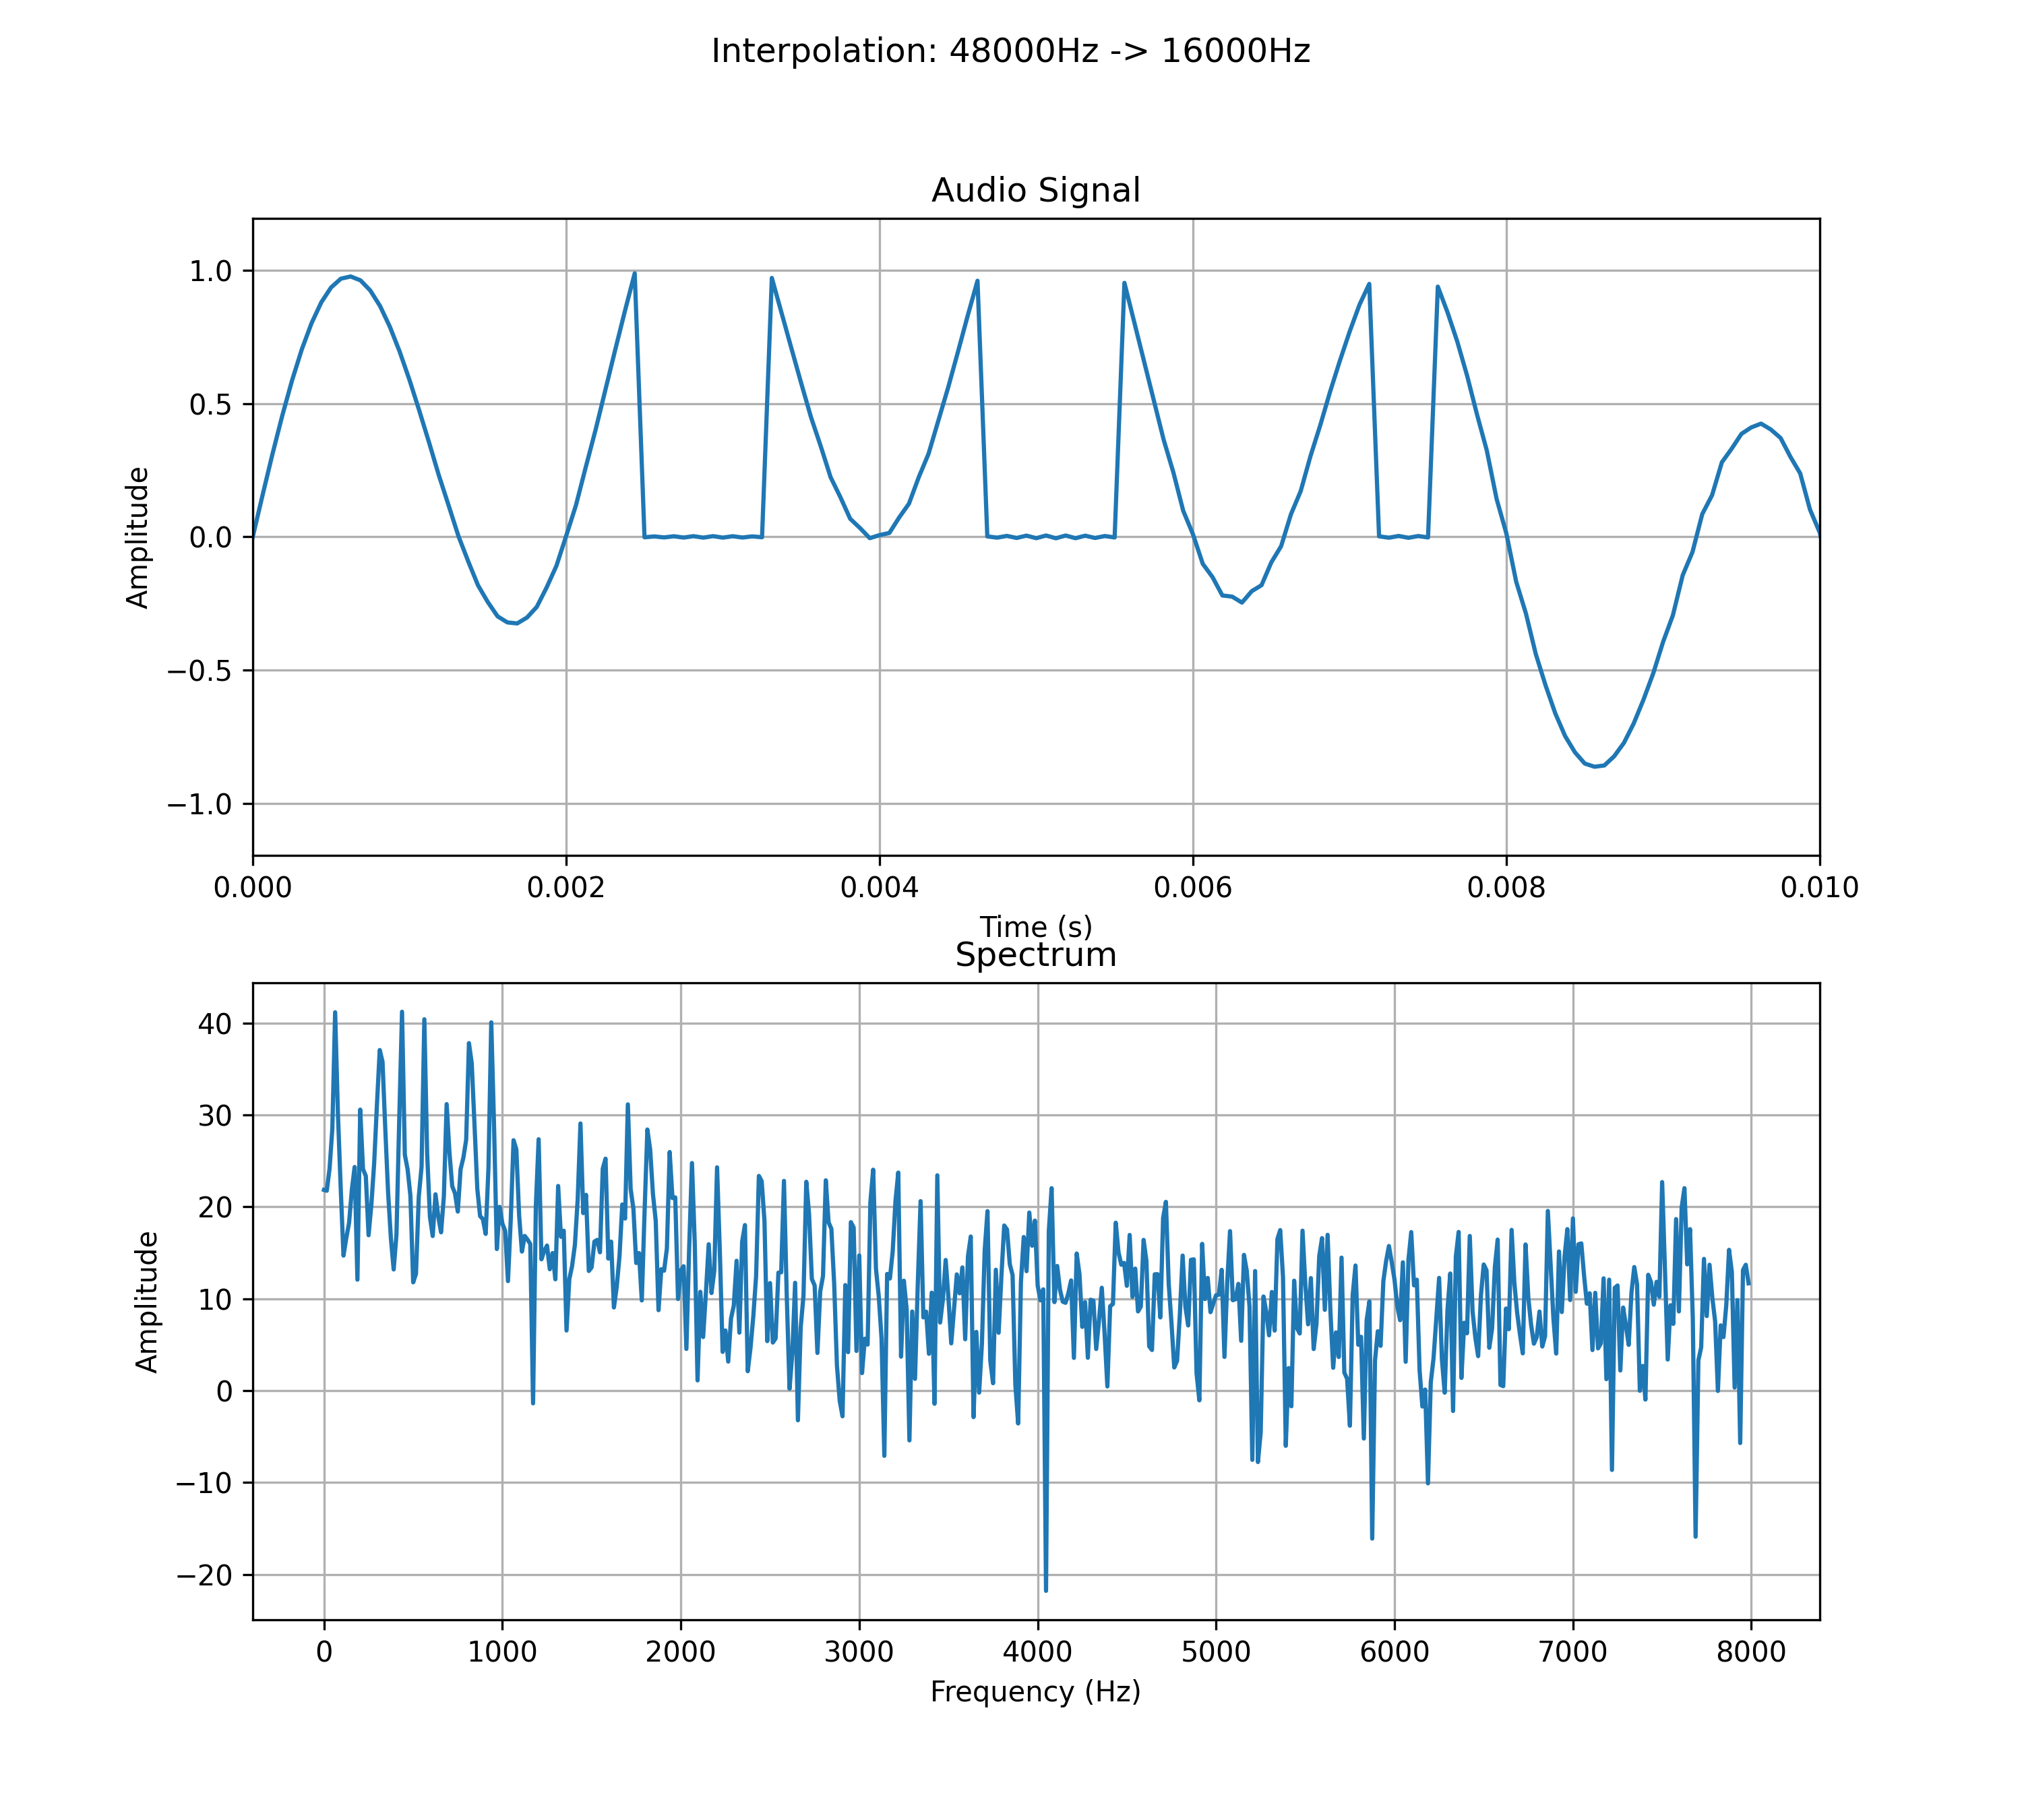 Interpolation: 48000Hz -> 16000Hz
Audio Signal
1.0
0.5
0.0
−0.5
−1.0
Amplitude
0.000 0.002 0.004 0.006 0.008 0.010
Time (s)
Spectrum
40
30
20
10
0
−10
−20
Amplitude
0 1000 2000 3000 4000 5000 6000 7000 8000
Frequency (Hz)